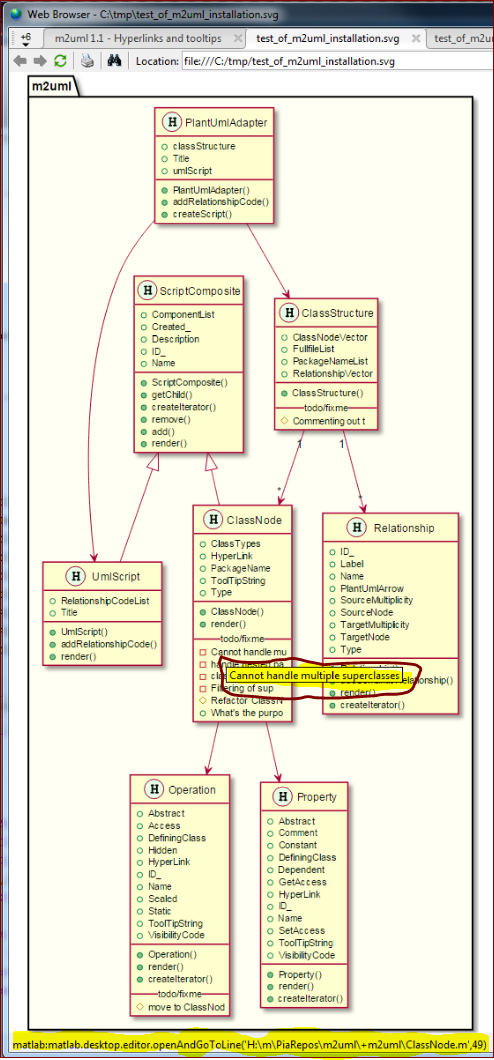 Web Browser - C:\tmp\test_of_m2uml_installation.svg
+6
m2uml 1.1 - Hyperlinks and tooltips
test_of_m2uml_installation.svg
test_of_m2um
Location: file:///C:/tmp/test_of_m2uml_installation.svg
m2uml
H PlantUmlAdapter
classStructure
Title
umlScript
PlantUmlAdapter()
addRelationshipCode()
createScript()
H ScriptComposite
ComponentList
Created_
Description
ID_
Name
ScriptComposite()
getChild()
createIterator()
remove()
add()
render()
H ClassStructure
ClassNodeVector
FullfileList
PackageNameList
RelationshipVector
ClassStructure()
todo/fixme
Commenting out t
1
1
*
*
H UmlScript
RelationshipCodeList
Title
UmlScript()
addRelationshipCode()
render()
H ClassNode
ClassTypes
HyperLink
PackageName
ToolTipString
Type
ClassNode()
render()
todo/fixme
Cannot handle mu
Cannot handle multiple superclasses
Filtering of sup
Refactor ClassN
What's the purpo
H Relationship
ID_
Label
Name
PlantUmlArrow
SourceMultiplicity
SourceNode
TargetMultiplicity
TargetNode
Type
render()
createIterator()
H Operation
Abstract
Access
DefiningClass
Hidden
HyperLink
ID_
Name
Sealed
Static
ToolTipString
VisibilityCode
Operation()
render()
createIterator()
todo/fixme
move to ClassNod
H Property
Abstract
Comment
Constant
DefiningClass
Dependent
GetAccess
HyperLink
ID_
Name
SetAccess
ToolTipString
VisibilityCode
Property()
render()
createIterator()
matlab:matlab.desktop.editor.openAndGoToLine('H:\m\PiaRepos\m2uml\+m2uml\ClassNode.m',49)